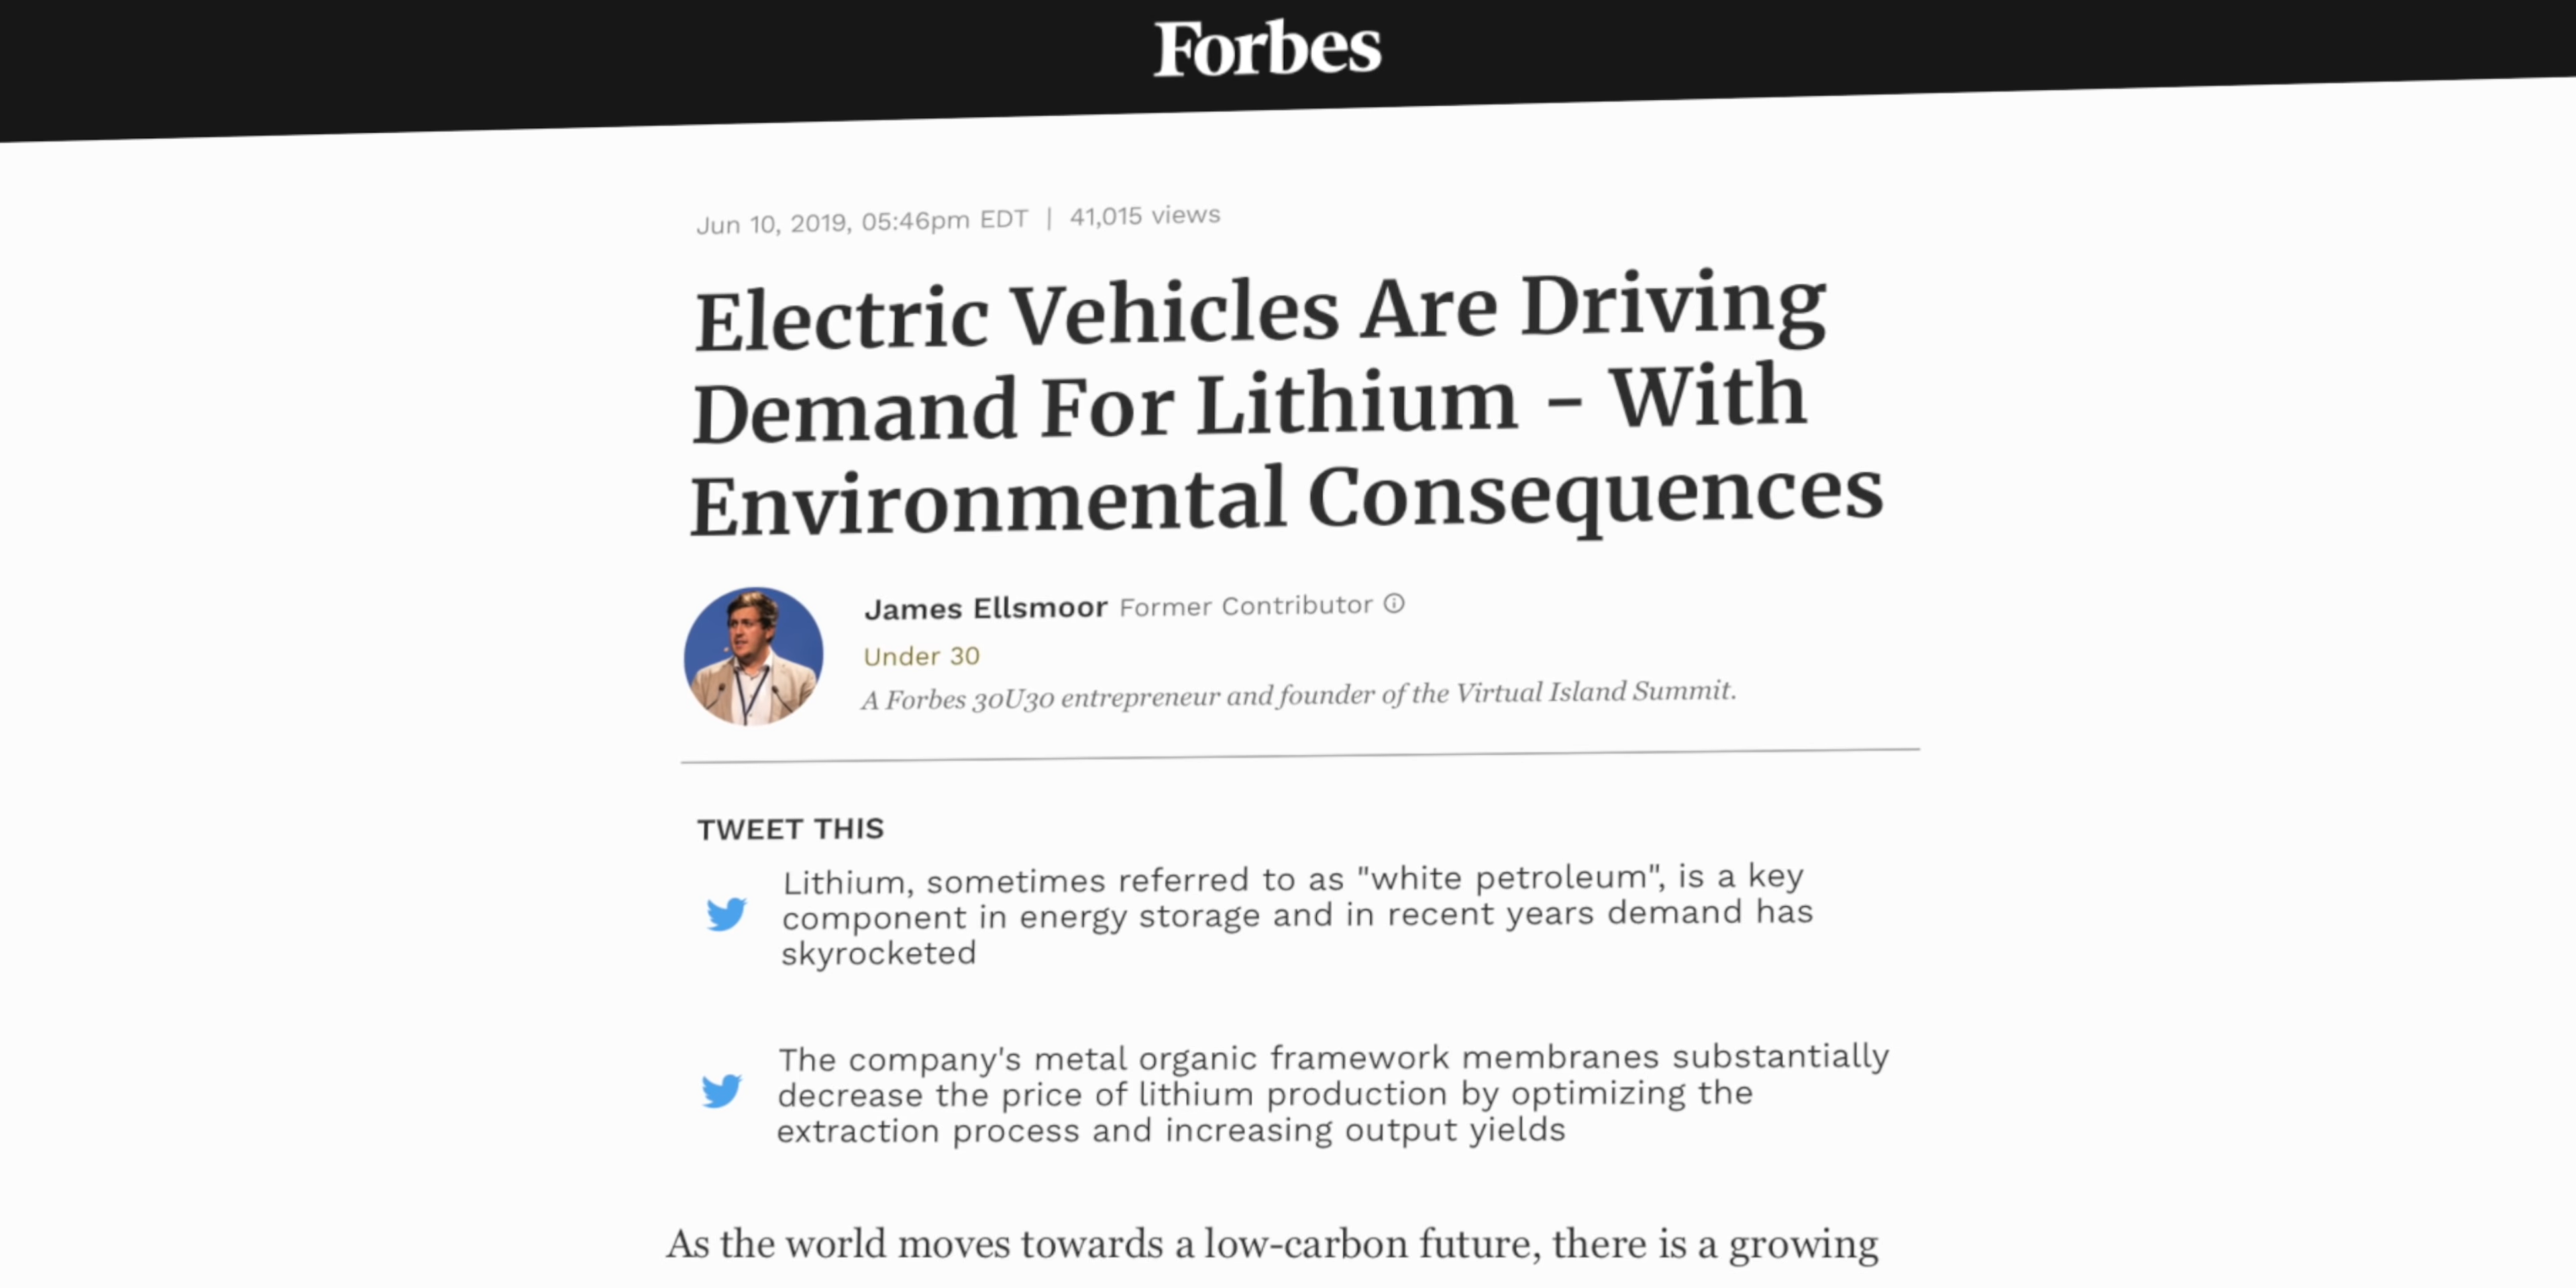 Forbes
Jun 10, 2019, 05:46pm EDT | 41,015 views
Electric Vehicles Are Driving
Demand For Lithium - With
Environmental Consequences
James Ellsmoor Former Contributor
Under 30
A Forbes 30U30 entrepreneur and founder of the Virtual Island Summit.
TWEET THIS
Lithium, sometimes referred to as "white petroleum", is a key
component in energy storage and in recent years demand has
skyrocketed
The company's metal organic framework membranes substantially
decrease the price of lithium production by optimizing the
extraction process and increasing output yields
As the world moves towards a low-carbon future, there is a growing